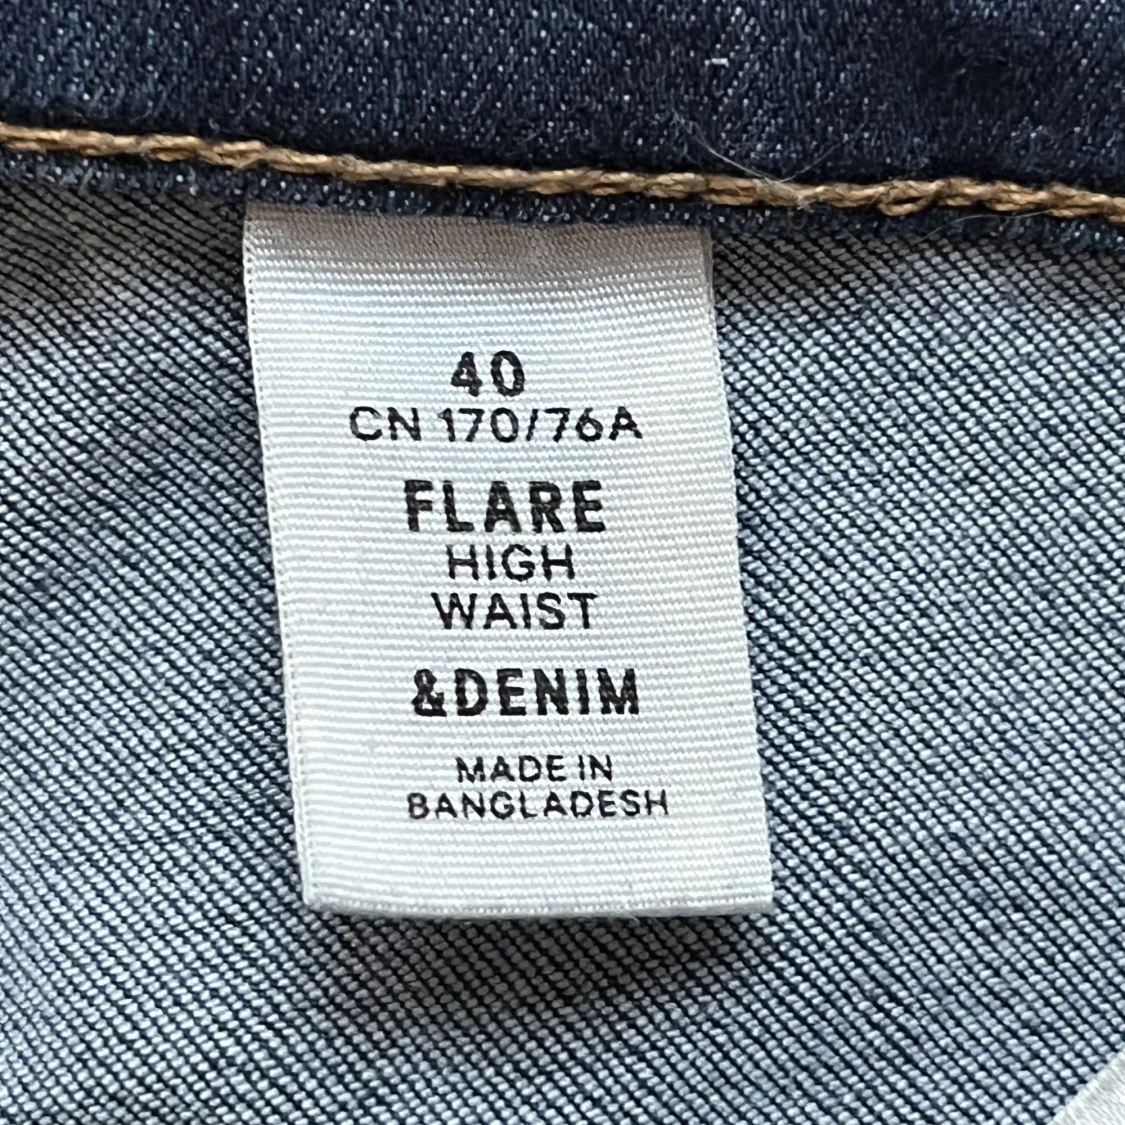 40
CN 170/76A
FLARE
HIGH
WAIST
&DENIM
MADE IN
BANGLADESH